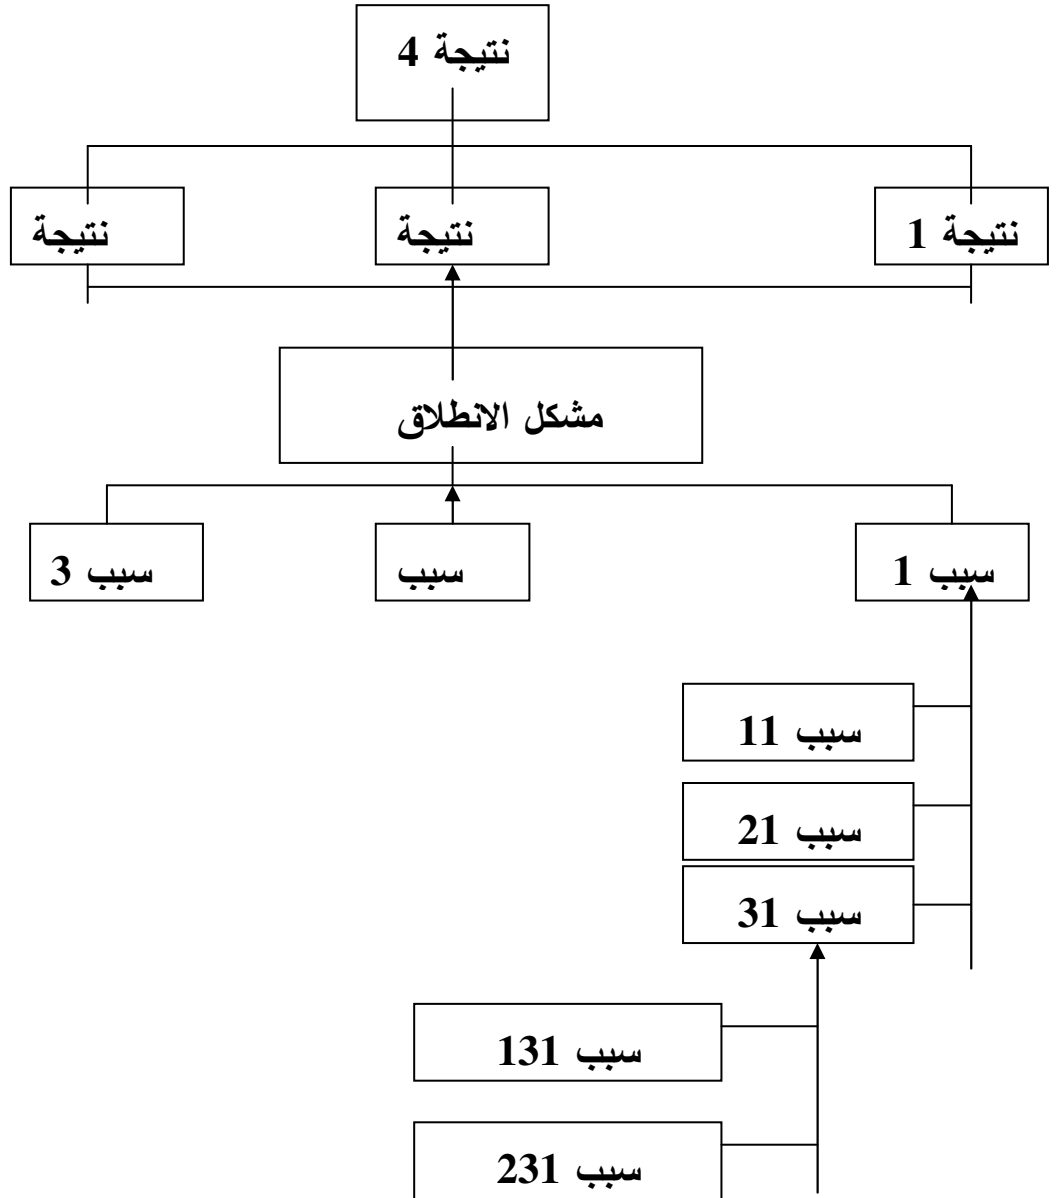 نتيجة 4
نتيجة 1
نتيجة
نتيجة
مشكل الانطلاق
سبب 1
سبب
سبب 3
سبب 11
سبب 21
سبب 31
سبب 131
سبب 231